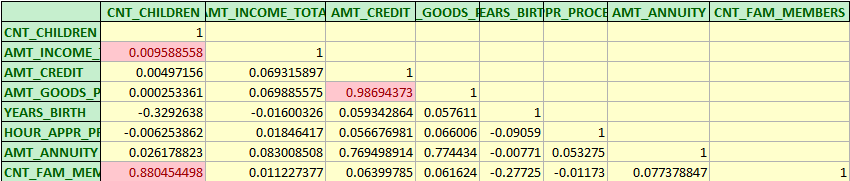 CNT_CHILDREN AMT_INCOME_TOTA AMT_CREDIT _GOODS_ EARS_BIRT PR_PROCE AMT_ANNUITY CNT_FAM_MEMBERS
CNT_CHILDREN 1
AMT_INCOME_ 0.009588558 1
AMT_CREDIT 0.00497156 0.069315897 1
AMT_GOODS_P 0.000253361 0.069885575 0.98694373 1
YEARS_BIRTH -0.3292638 -0.01600326 0.059342864 0.057611 1
HOUR_APPR_PR -0.006253862 0.01846417 0.056676981 0.066006 -0.09059 1
AMT_ANNUITY 0.026178823 0.083008508 0.769498914 0.774434 -0.00771 0.053275 1
CNT_FAM_MEM 0.880454498 0.011227377 0.06399785 0.061624 -0.27725 -0.01173 0.077378847 1